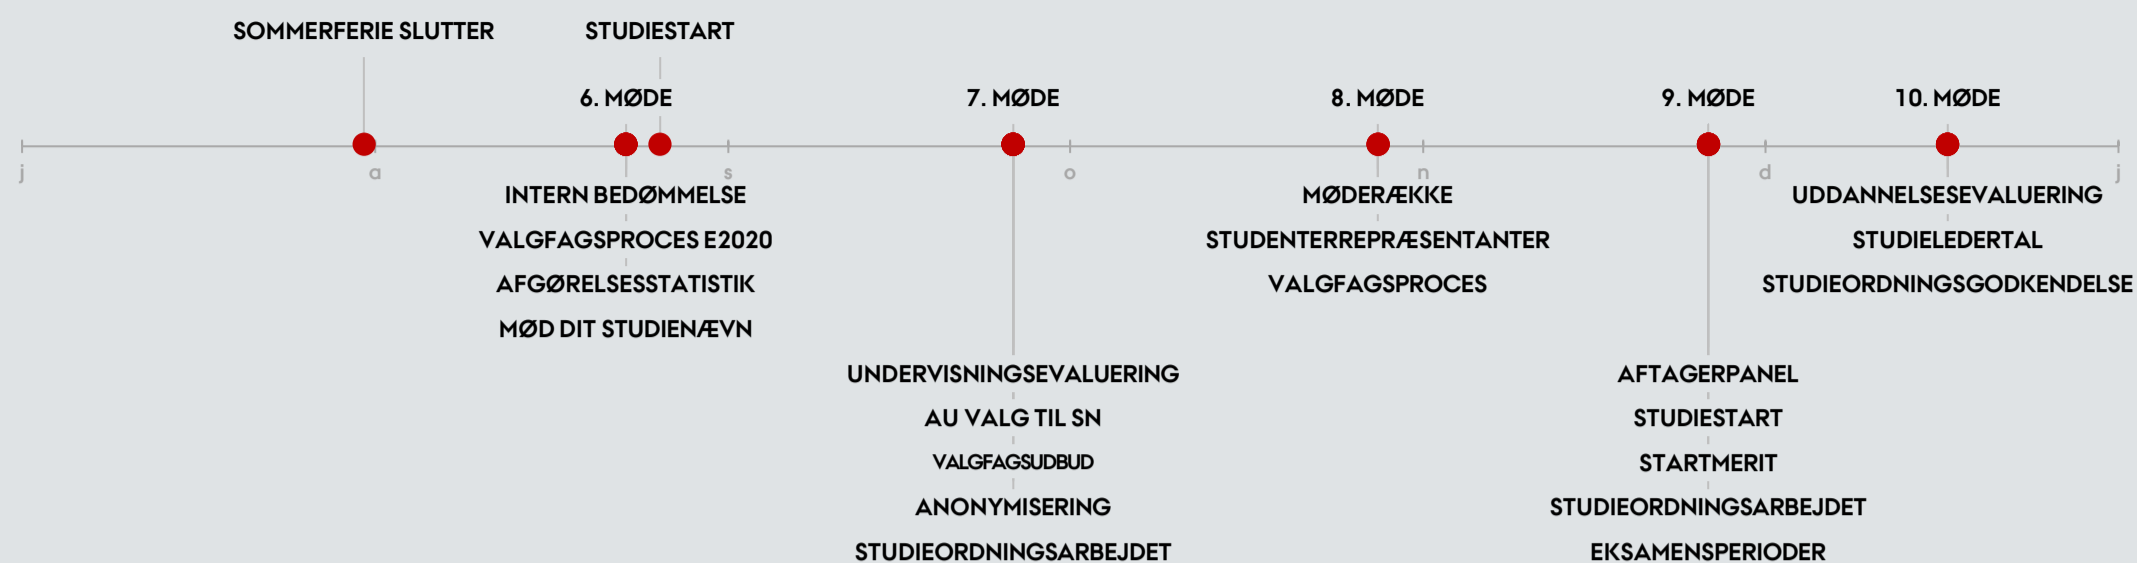 SOMMERFERIE SLUTTER
STUDIESTART
6. MØDE
7. MØDE
8. MØDE
9. MØDE
10. MØDE
j
a
s
o
n
d
j
INTERN BEDØMMELSE
VALGFAGSPROCES E2020
AFGØRELSESSTATISTIK
MØD DIT STUDIENÆVN
UNDERVISNINGSEVALUERING
AU VALG TIL SN
VALGFAGSUDBUD
ANONYMISERING
STUDIEORDNINGSARBEJDET
MØDERÆKKE
STUDENTERREPRÆSENTANTER
VALGFAGSPROCES
AFTAGERPANEL
STUDIESTART
STARTMERIT
STUDIEORDNINGSARBEJDET
EKSAMENSPERIODER
UDDANNELSESEVALUERING
STUDIELEDERTAL
STUDIEORDNINGSGODKENDELSE